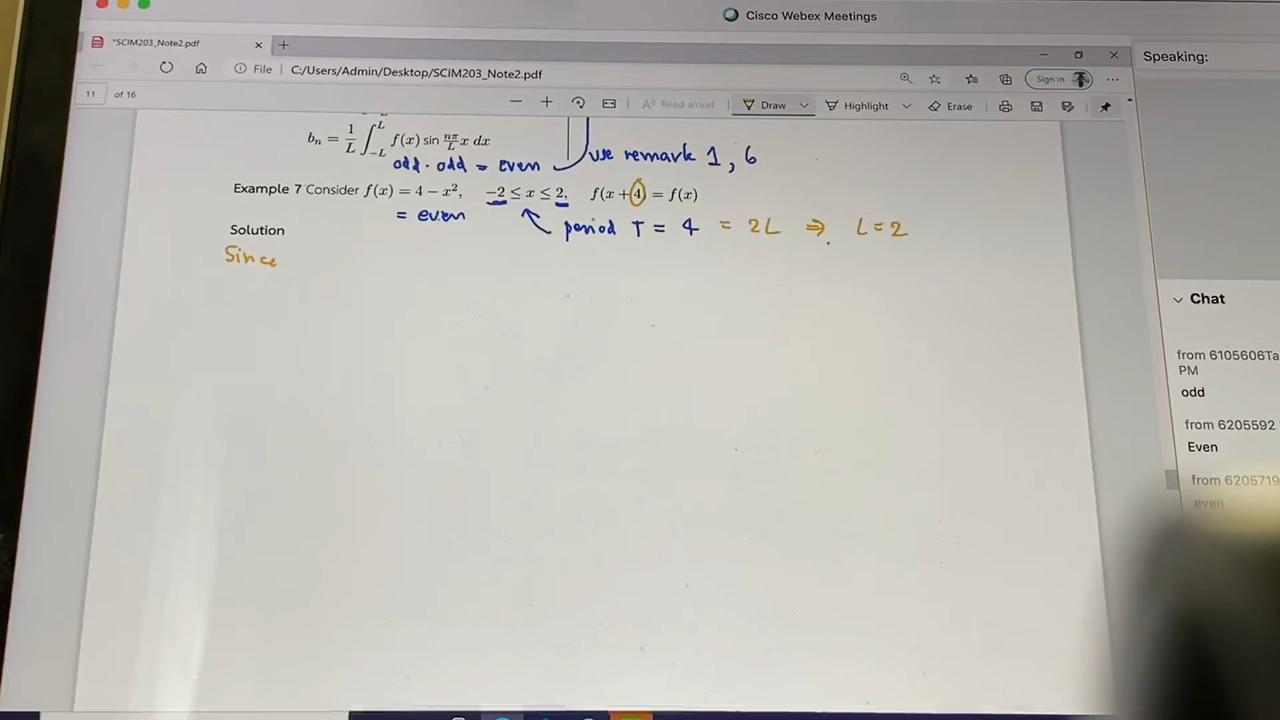 Cisco Webex Meetings
*SCIM203_Note2.pdf
Speaking:
File C:/Users/Admin/Desktop/SCIM203_Note2.pdf Sign in
11 of 16 Read aloud Draw Highlight Erase
b_n = 1/L ∫_{-L}^{L} f(x) sin nπ/L x dx
odd · odd = even use remark 1, 6
Example 7 Consider f(x) = 4 − x², −2 ≤ x ≤ 2, f(x + 4) = f(x)
= even
period T = 4 = 2L ⇒ L = 2
Solution
Since
Chat
from 6105606Ta
PM
odd
from 6205592
Even
from 6205719
even